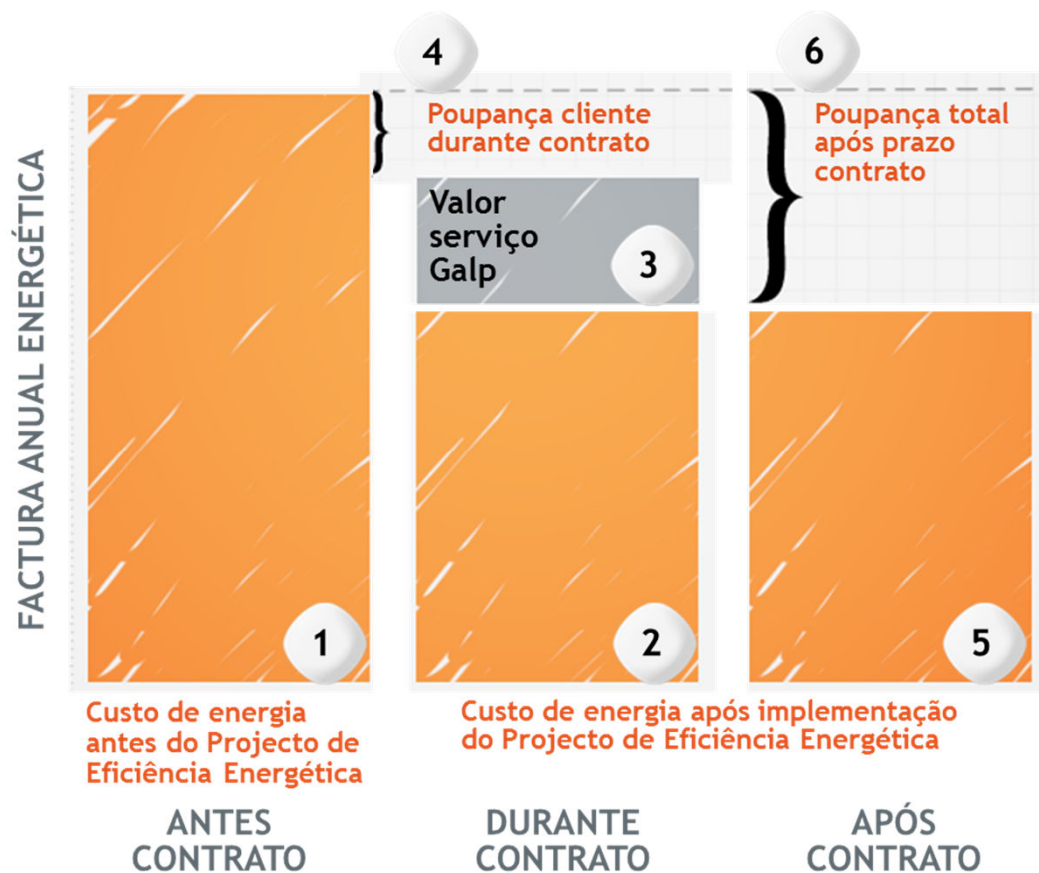 FACTURA ANUAL ENERGÉTICA
4
6
Poupança cliente
durante contrato
Poupança total
após prazo
contrato
Valor
serviço
Galp
3
1
2
5
Custo de energia
antes do Projecto de
Eficiência Energética
Custo de energia após implementação
do Projecto de Eficiência Energética
ANTES
CONTRATO
DURANTE
CONTRATO
APÓS
CONTRATO